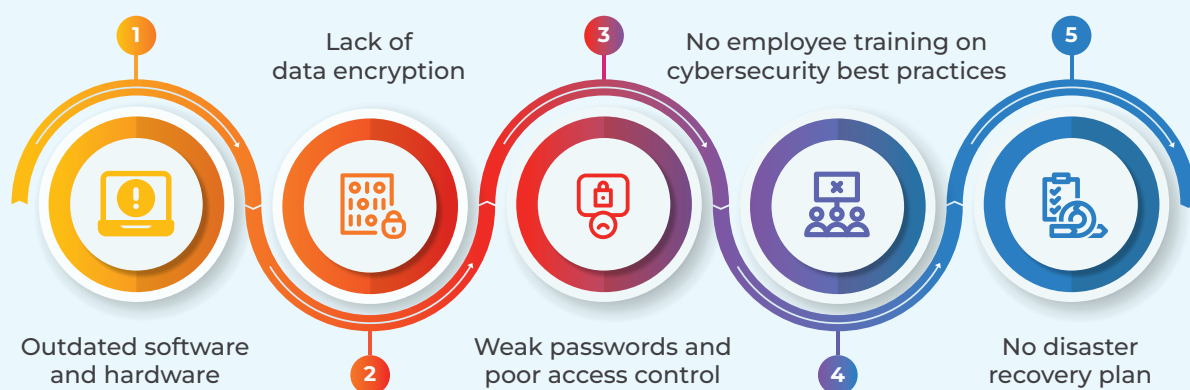 1
Outdated software
and hardware
Lack of
data encryption
2
3
Weak passwords and
poor access control
No employee training on
cybersecurity best practices
4
5
No disaster
recovery plan